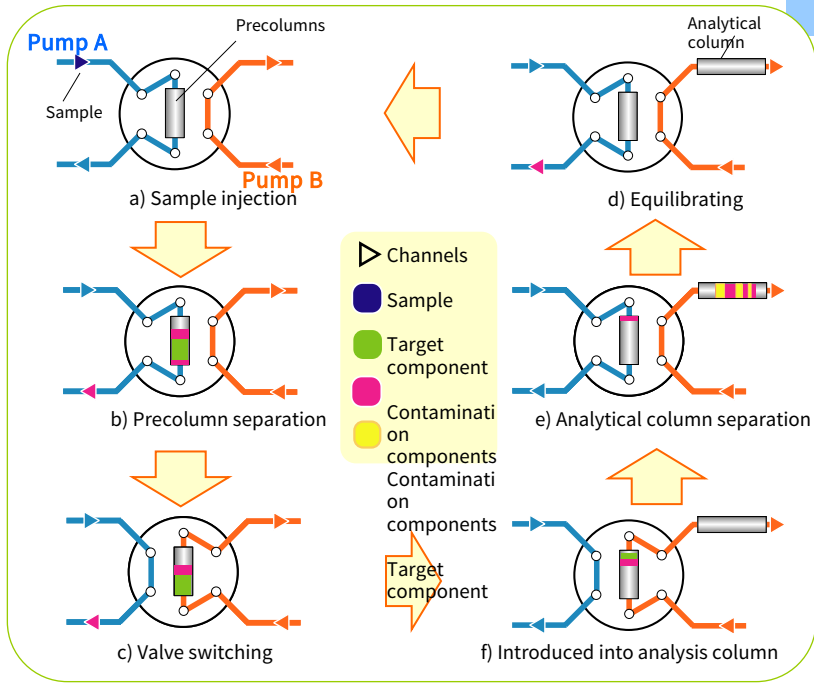 Pump A
Precolumns
Sample
Pump B
a) Sample injection
Analytical
column
d) Equilibrating
Channels
Sample
Target
component
Contaminati
on
components
Contaminati
on
components
Target
component
b) Precolumn separation
e) Analytical column separation
c) Valve switching
f) Introduced into analysis column